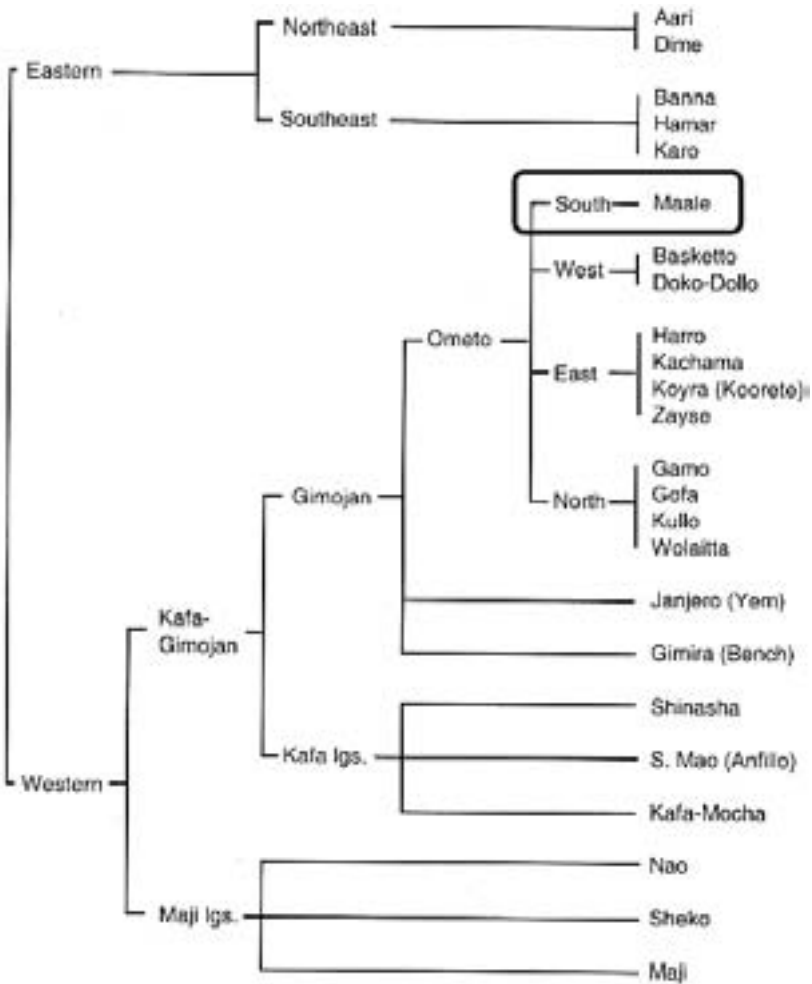 Northeast
Aari
Dime
Eastern
Southeast
Banna
Hamar
Karo
South
Maale
West
Basketto
Doko-Dollo
Ometo
East
Harro
Kachama
Koyra (Koorete)
Zayse
Gimojan
North
Gamo
Gofa
Kullo
Wolaitta
Janjero (Yem)
Kafa-
Gimojan
Gimira (Bench)
Shinasha
Kafa lgs.
S. Mao (Anfillo)
Western
Kafa-Mocha
Nao
Maji lgs.
Sheko
Maji